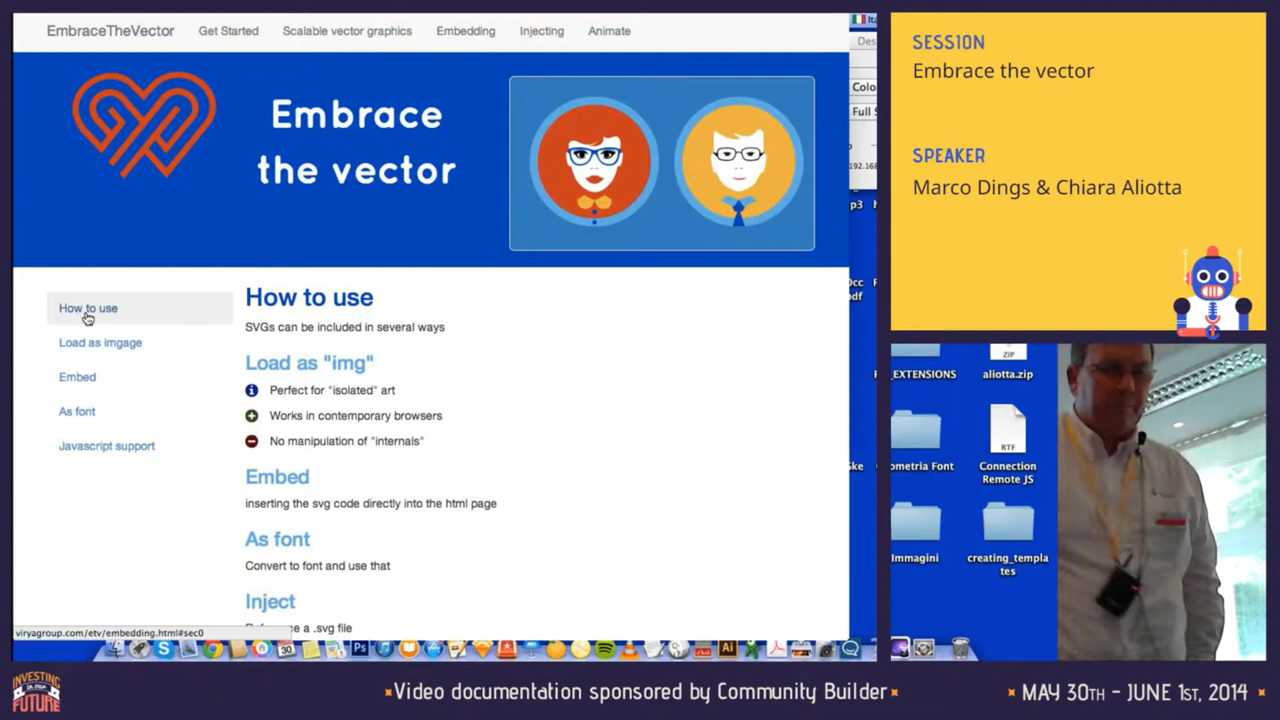 EmbraceTheVector Get Started Scalable vector graphics Embedding Injecting Animate
Embrace
the vector
How to use
Load as imgage
Embed
As font
Javascript support
How to use
SVGs can be included in several ways
Load as "img"
Perfect for "isolated" art
Works in contemporary browsers
No manipulation of "internals"
Embed
inserting the svg code directly into the html page
As font
Convert to font and use that
Inject
a .svg file
viryagroup.com/etv/embedding.html#sec0
30
Ps
Ai
SESSION
Embrace the vector
SPEAKER
Marco Dings & Chiara Aliotta
_EXTENSIONS
ZIP
aliotta.zip
ometria Font
RTF
Connection
Remote JS
Immagini
creating_templa
tes
INVESTING
IN OUR
FUTURE
Video documentation sponsored by Community Builder
MAY 30TH - JUNE 1ST, 2014